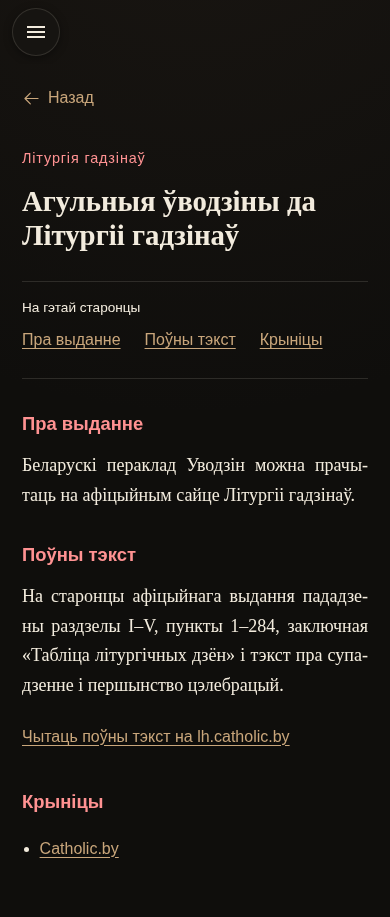 ← Назад
Літургія гадзінаў
Агульныя ўводзіны да
Літургіі гадзінаў
На гэтай старонцы
Пра выданне Поўны тэкст Крыніцы
Пра выданне
Беларускі пераклад Уводзін можна прачы-
таць на афіцыйным сайце Літургіі гадзінаў.
Поўны тэкст
На старонцы афіцыйнага выдання пададзе-
ны раздзелы I–V, пункты 1–284, заключная
«Табліца літургічных дзён» і тэкст пра супа-
дзенне і першынство цэлебрацый.
Чытаць поўны тэкст на lh.catholic.by
Крыніцы
• Catholic.by